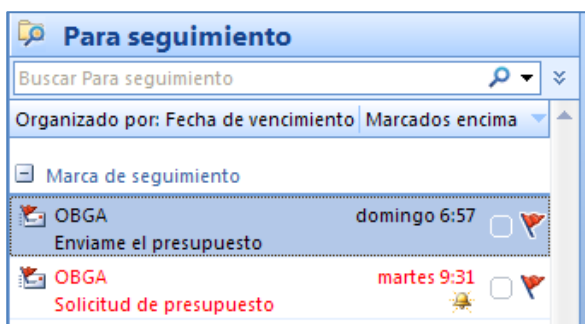 Para seguimiento
Buscar Para seguimiento
Organizado por: Fecha de vencimiento Marcados encima
Marca de seguimiento
OBGA domingo 6:57
Enviame el presupuesto
OBGA martes 9:31
Solicitud de presupuesto